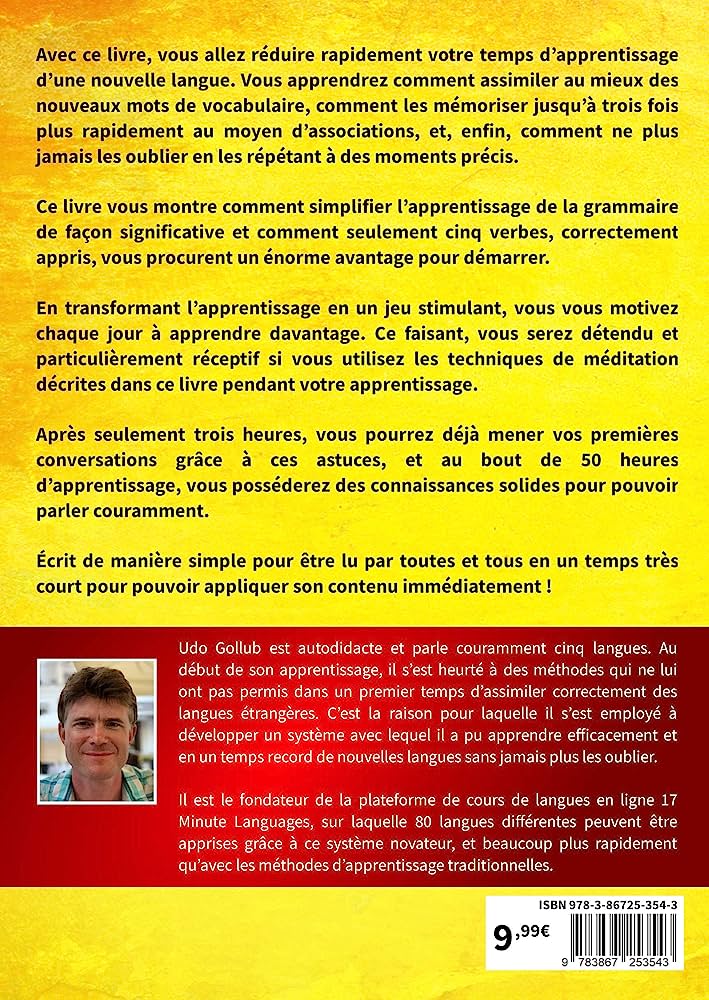 Avec ce livre, vous allez réduire rapidement votre temps d’apprentissage
d’une nouvelle langue. Vous apprendrez comment assimiler au mieux des
nouveaux mots de vocabulaire, comment les mémoriser jusqu’à trois fois
plus rapidement au moyen d’associations, et, enfin, comment ne plus
jamais les oublier en les répétant à des moments précis.
Ce livre vous montre comment simplifier l’apprentissage de la grammaire
de façon significative et comment seulement cinq verbes, correctement
appris, vous procurent un énorme avantage pour démarrer.
En transformant l’apprentissage en un jeu stimulant, vous vous motivez
chaque jour à apprendre davantage. Ce faisant, vous serez détendu et
particulièrement réceptif si vous utilisez les techniques de méditation
décrites dans ce livre pendant votre apprentissage.
Après seulement trois heures, vous pourrez déjà mener vos premières
conversations grâce à ces astuces, et au bout de 50 heures
d’apprentissage, vous posséderez des connaissances solides pour pouvoir
parler couramment.
Écrit de manière simple pour être lu par toutes et tous en un temps très
court pour pouvoir appliquer son contenu immédiatement !
Udo Gollub est autodidacte et parle couramment cinq langues. Au
début de son apprentissage, il s’est heurté à des méthodes qui ne lui
ont pas permis dans un premier temps d’assimiler correctement des
langues étrangères. C’est la raison pour laquelle il s’est employé à
développer un système avec lequel il a pu apprendre efficacement et
en un temps record de nouvelles langues sans jamais plus les oublier.
Il est le fondateur de la plateforme de cours de langues en ligne 17
Minute Languages, sur laquelle 80 langues différentes peuvent être
apprises grâce à ce système novateur, et beaucoup plus rapidement
qu’avec les méthodes d’apprentissage traditionnelles.
ISBN 978-3-86725-354-3
9,99€
9 783867 253543